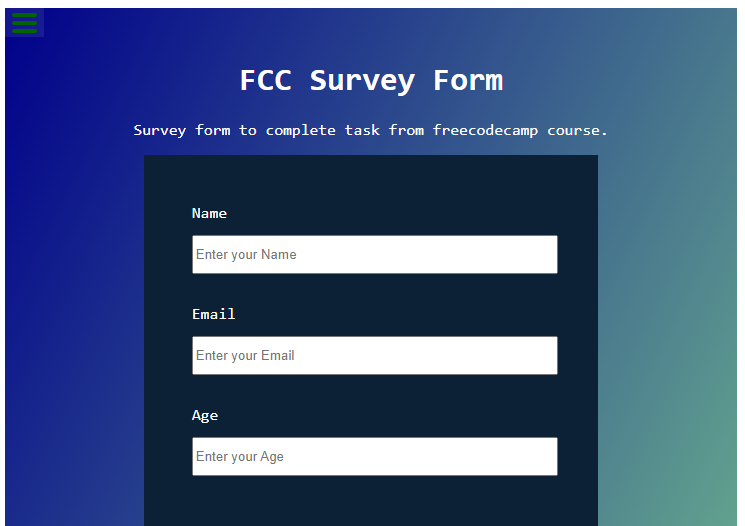 FCC Survey Form
Survey form to complete task from freecodecamp course.
Name
Enter your Name
Email
Enter your Email
Age
Enter your Age